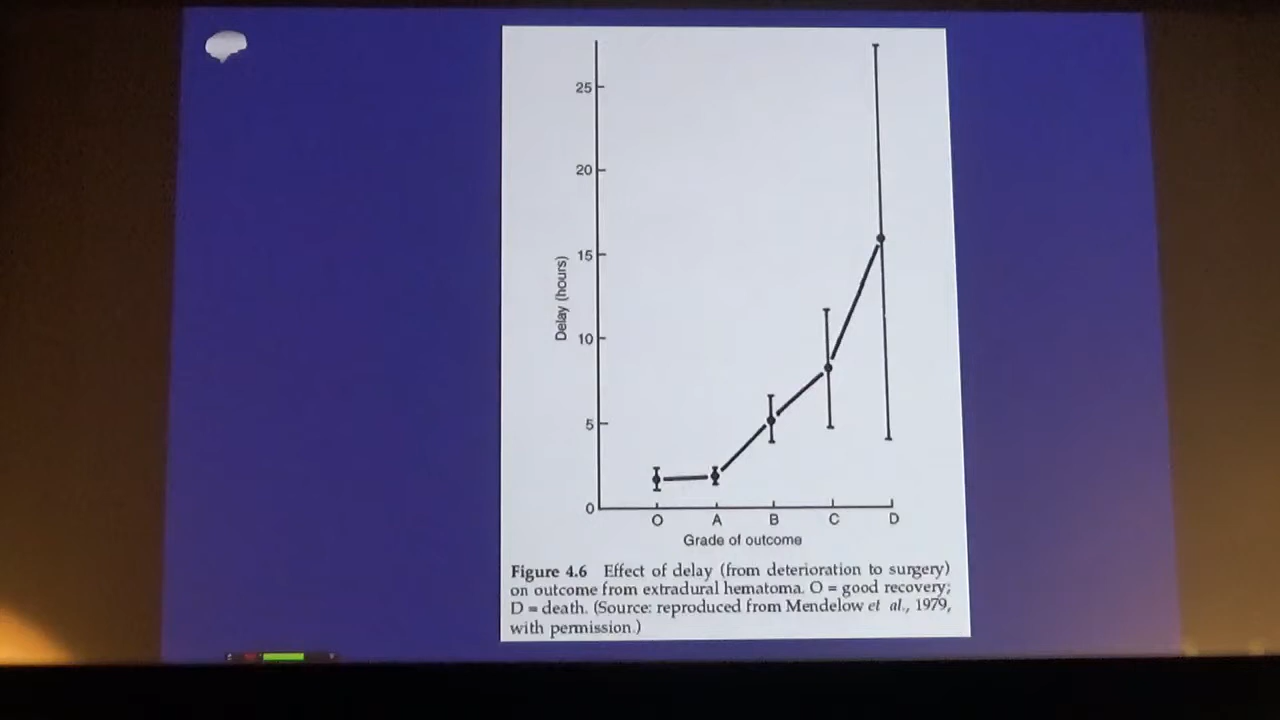 25
20
15
10
5
0
Delay (hours)
O A B C D
Grade of outcome
Figure 4.6 Effect of delay (from deterioration to surgery)
on outcome from extradural hematoma. O = good recovery;
D = death. (Source: reproduced from Mendelow et al., 1979,
with permission.)